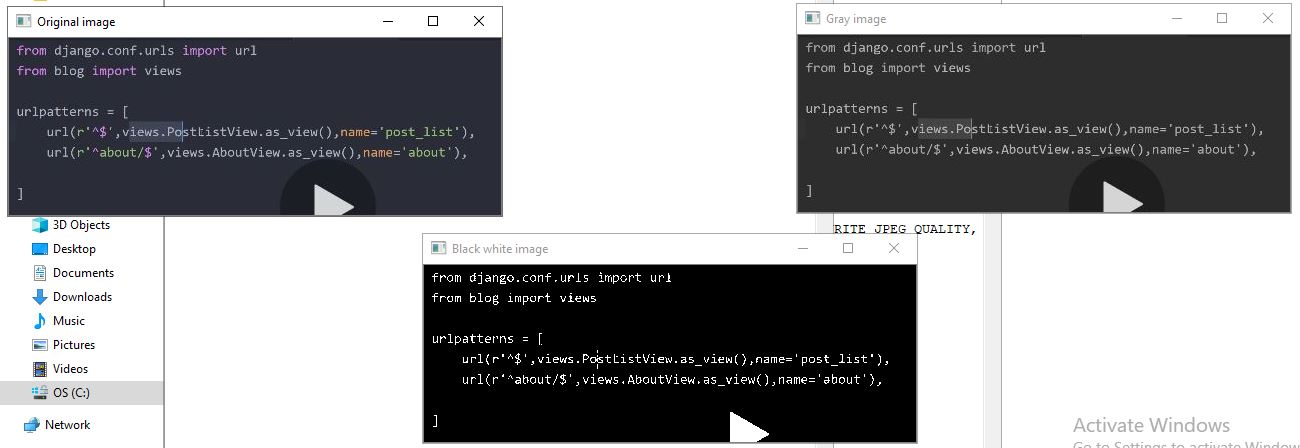 Original image
from django.conf.urls import url
from blog import views
urlpatterns = [
url(r'^$',views.PostListView.as_view(),name='post_list'),
url(r'^about/$',views.AboutView.as_view(),name='about'),
]
Gray image
from django.conf.urls import url
from blog import views
urlpatterns = [
url(r'^$',views.PostListView.as_view(),name='post_list'),
url(r'^about/$',views.AboutView.as_view(),name='about'),
]
3D Objects
Desktop
Documents
Downloads
Music
Pictures
Videos
OS (C:)
Network
RITE JPEG QUALITY,
Black white image
from django.conf.urls import url
from blog import views
urlpatterns = [
url(r'^$',views.PostListView.as_view(),name='post_list'),
url(r'^about/$',views.AboutView.as_view(),name='about'),
]
Activate Windows
Go to Settings to activate Window